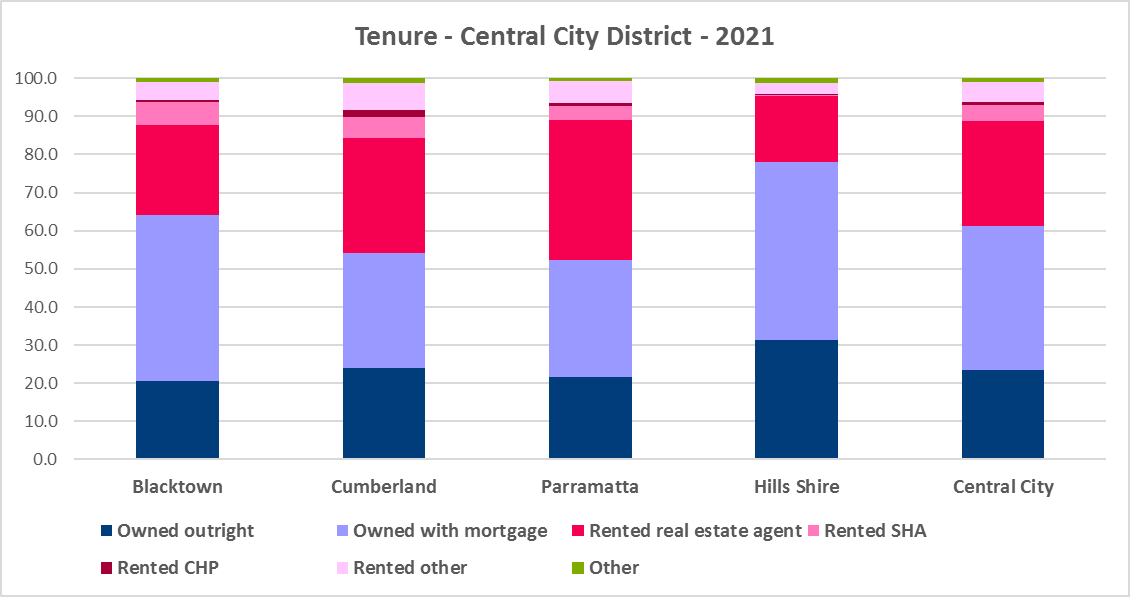 Tenure - Central City District - 2021
100.0
90.0
80.0
70.0
60.0
50.0
40.0
30.0
20.0
10.0
0.0
Blacktown Cumberland Parramatta Hills Shire Central City
Owned outright Owned with mortgage Rented real estate agent Rented SHA
Rented CHP Rented other Other